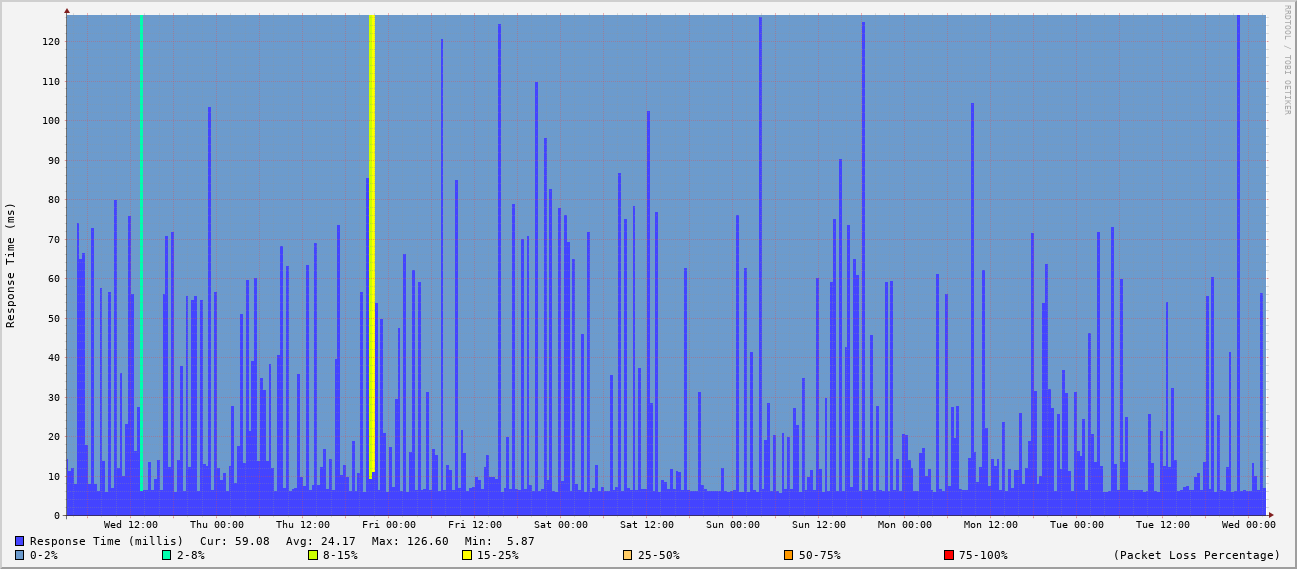 RRDTOOL / TOBI OETIKER
Response Time (ms)
120
110
100
90
80
70
60
50
40
30
20
10
0
Wed 12:00 Thu 00:00 Thu 12:00 Fri 00:00 Fri 12:00 Sat 00:00 Sat 12:00 Sun 00:00 Sun 12:00 Mon 00:00 Mon 12:00 Tue 00:00 Tue 12:00 Wed 00:00
Response Time (millis) Cur: 59.08 Avg: 24.17 Max: 126.60 Min: 5.87
0-2% 2-8% 8-15% 15-25% 25-50% 50-75% 75-100% (Packet Loss Percentage)